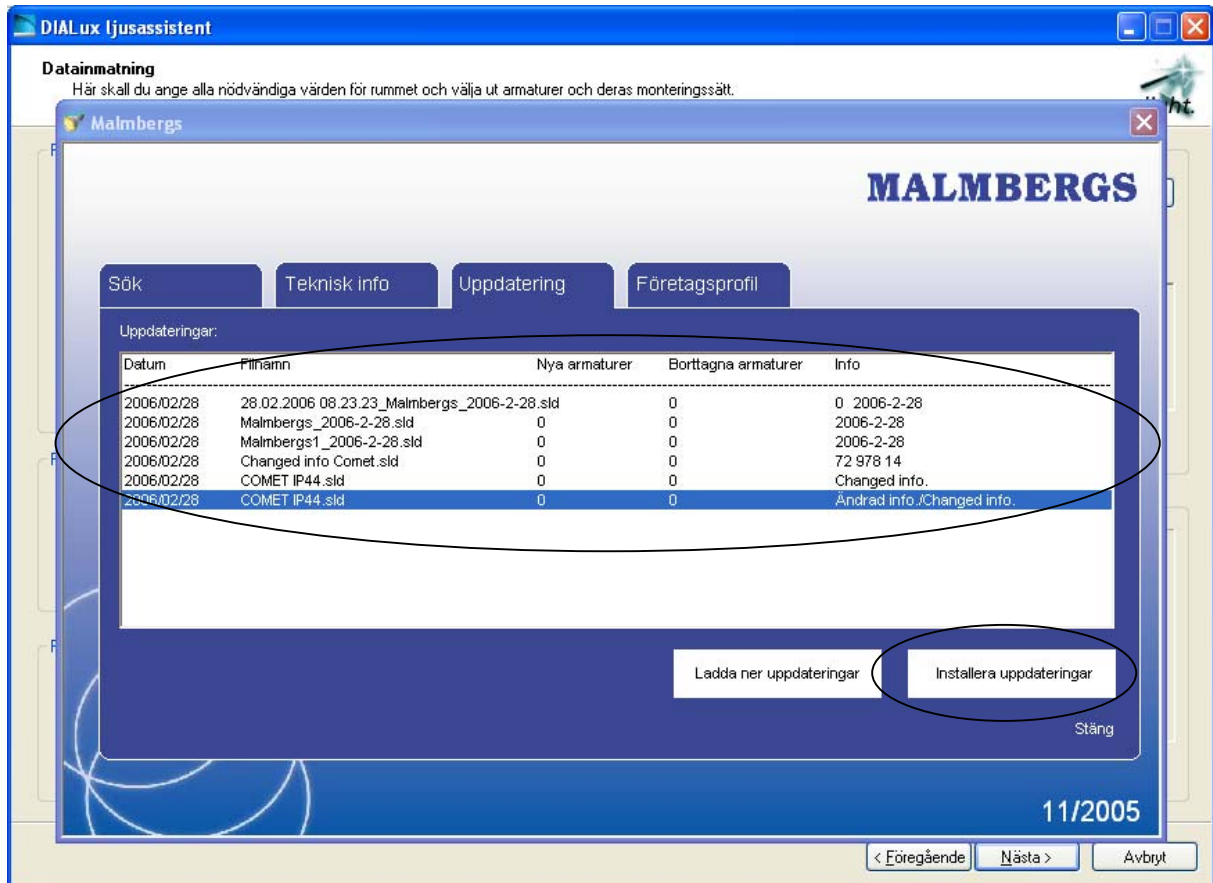 DIALux ljusassistent
Datainmatning
Här skall du ange alla nödvändiga värden för rummet och välja ut armaturer och deras monteringssätt.
ht.
Malmbergs
MALMBERGS
Sök Teknisk info Uppdatering Företagsprofil
Uppdateringar:
Datum Filnamn Nya armaturer Borttagna armaturer Info
2006/02/28 28.02.2006 08.23.23_Malmbergs_2006-2-28.sld 0 0 2006-2-28
2006/02/28 Malmbergs_2006-2-28.sld 0 0 2006-2-28
2006/02/28 Malmbergs1_2006-2-28.sld 0 0 2006-2-28
2006/02/28 Changed info Comet.sld 0 0 72 978 14
2006/02/28 COMET IP44.sld 0 0 Changed info.
2006/02/28 COMET IP44.sld 0 0 Ändrad info./Changed info.
Ladda ner uppdateringar Installera uppdateringar
Stäng
11/2005
< Föregående Nästa > Avbryt